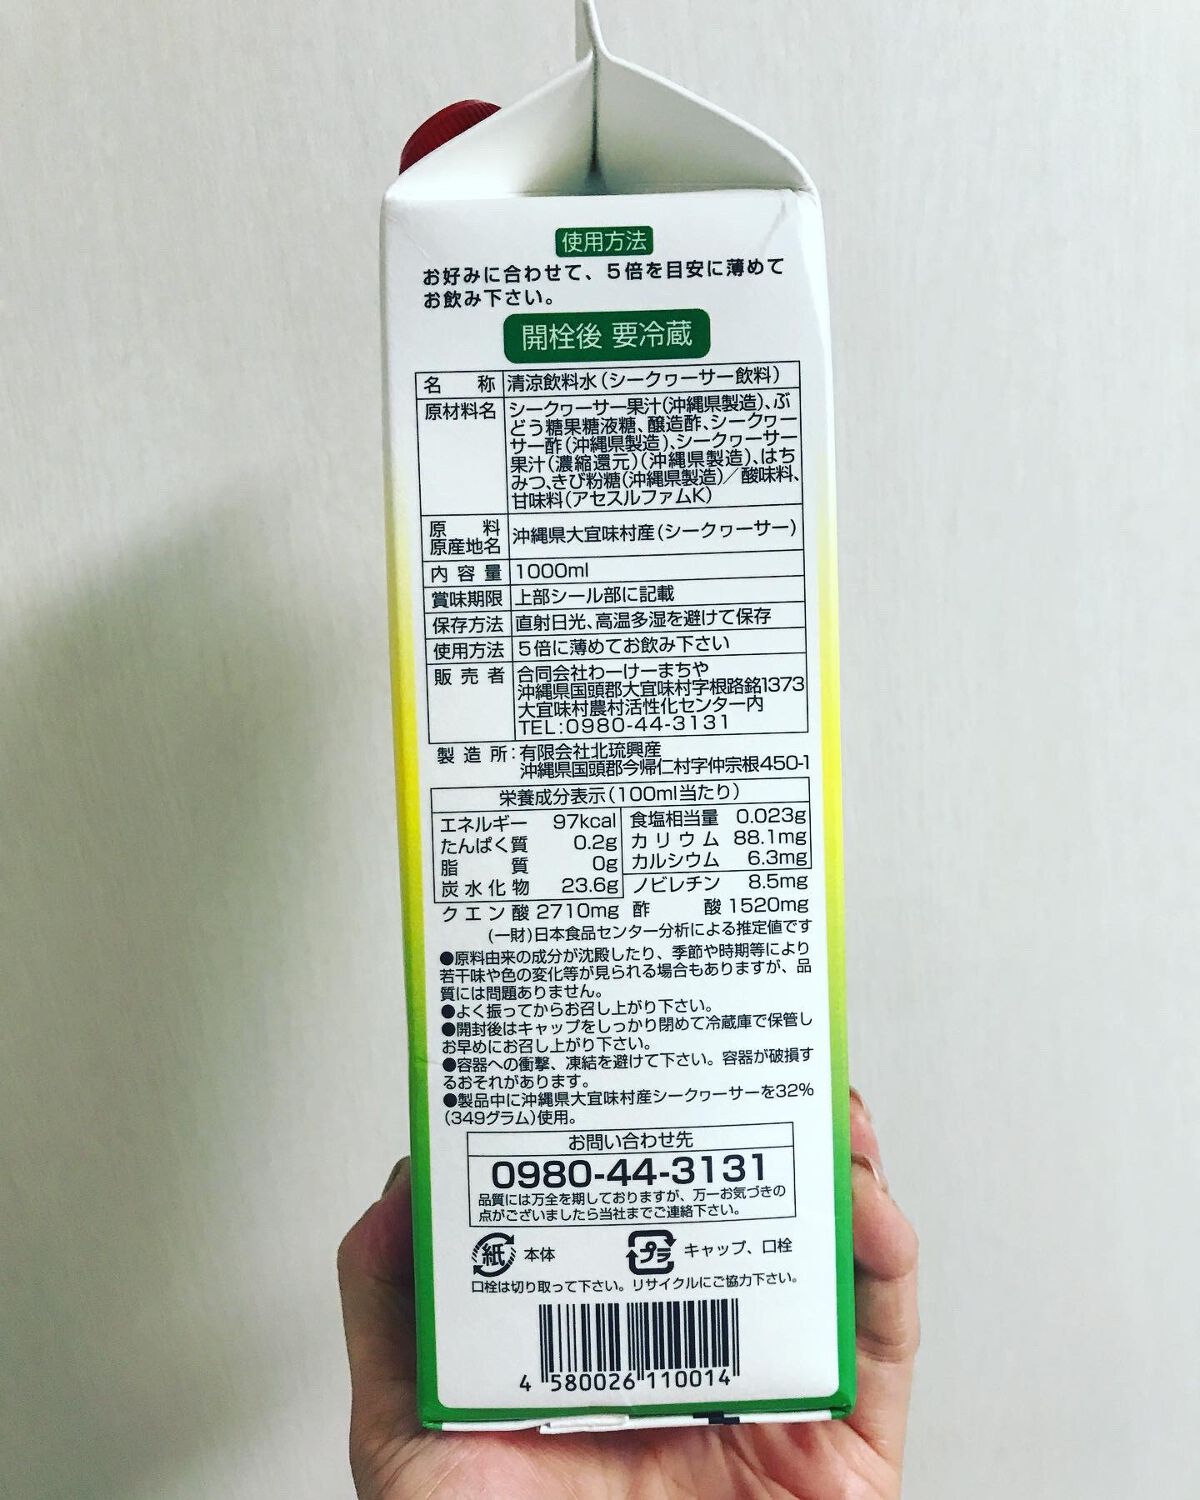 使用方法
お好みに合わせて、5倍を目安に薄めて
お飲み下さい。
開栓後 要冷蔵
名 称 清涼飲料水(シークヮーサー飲料)
原材料名 シークヮーサー果汁(沖縄県製造)、ぶ
どう糖果糖液糖、醸造酢、シークヮー
サー酢(沖縄県製造)、シークヮーサー
果汁(濃縮還元)(沖縄県製造)、はち
みつ、きび粉糖(沖縄県製造)/酸味料、
甘味料(アセスルファムK)
原 料
原産地名 沖縄県大宜味村産(シークヮーサー)
内容量 1000ml
賞味期限 上部シール部に記載
保存方法 直射日光、高温多湿を避けて保存
使用方法 5倍に薄めてお飲み下さい
販売者 合同会社わーけーまちや
沖縄県国頭郡大宜味村字根路銘1373
大宜味村農村活性化センター内
TEL:0980-44-3131
製造所:有限会社北琉興産
沖縄県国頭郡今帰仁村字仲宗根450-1
栄養成分表示(100ml当たり)
エネルギー 97kcal 食塩相当量 0.023g
たんぱく質 0.2g カリウム 88.1mg
脂 質 0g カルシウム 6.3mg
炭水化物 23.6g ノビレチン 8.5mg
クエン酸 2710mg 酢 酸 1520mg
(一財)日本食品センター分析による推定値です
●原料由来の成分が沈殿したり、季節や時期等により
若干味や色の変化等が見られる場合もありますが、品
質には問題ありません。
●よく振ってからお召し上がり下さい。
●開封後はキャップをしっかり閉めて冷蔵庫で保管し
お早めにお召し上がり下さい。
●容器への衝撃、凍結を避けて下さい。容器が破損す
るおそれがあります。
●製品中に沖縄県大宜味村産シークヮーサーを32%
(349グラム)使用。
お問い合わせ先
0980-44-3131
品質には万全を期しておりますが、万一お気づきの
点がございましたら当社までご連絡下さい。
紙 本体 プラ キャップ、口栓
口栓は切り取って下さい。リサイクルにご協力下さい。
4 580026 110014